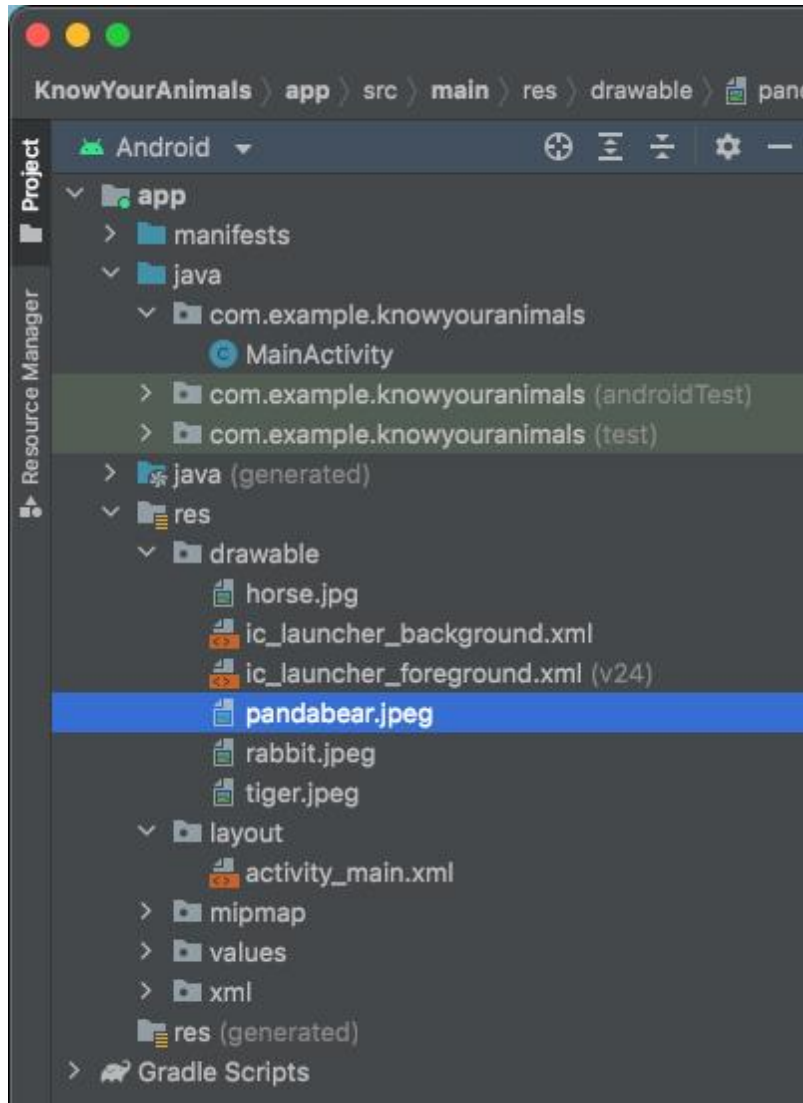 KnowYourAnimals 〉 app 〉 src 〉 main 〉 res 〉 drawable 〉
Project
Resource Manager
Android
app
manifests
java
com.example.knowyouranimals
MainActivity
com.example.knowyouranimals (androidTest)
com.example.knowyouranimals (test)
java (generated)
res
drawable
horse.jpg
ic_launcher_background.xml
ic_launcher_foreground.xml (v24)
pandabear.jpeg
rabbit.jpeg
tiger.jpeg
layout
activity_main.xml
mipmap
values
xml
res (generated)
Gradle Scripts